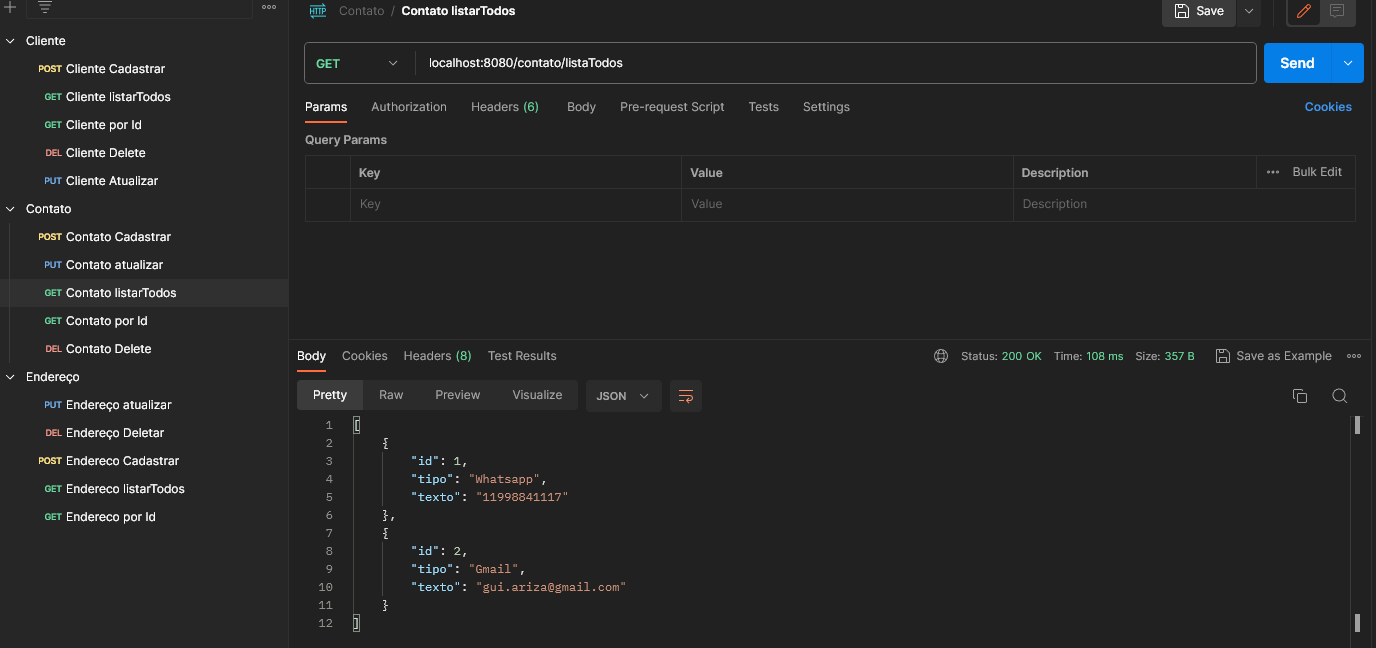 HTTP Contato / Contato listarTodos Save
Cliente
POST Cliente Cadastrar
GET Cliente listarTodos
GET Cliente por Id
DEL Cliente Delete
PUT Cliente Atualizar
Contato
POST Contato Cadastrar
PUT Contato atualizar
GET Contato listarTodos
GET Contato por Id
DEL Contato Delete
Endereço
PUT Endereço atualizar
DEL Endereço Deletar
POST Endereco Cadastrar
GET Endereco listarTodos
GET Endereco por Id
GET localhost:8080/contato/listaTodos Send
Params Authorization Headers (6) Body Pre-request Script Tests Settings Cookies
Query Params
Key Value Description Bulk Edit
Key Value Description
Body Cookies Headers (8) Test Results Status: 200 OK Time: 108 ms Size: 357 B Save as Example
Pretty Raw Preview Visualize JSON
1 [
2 {
3 "id": 1,
4 "tipo": "Whatsapp",
5 "texto": "11998841117"
6 },
7 {
8 "id": 2,
9 "tipo": "Gmail",
10 "texto": "gui.ariza@gmail.com"
11 }
12 ]